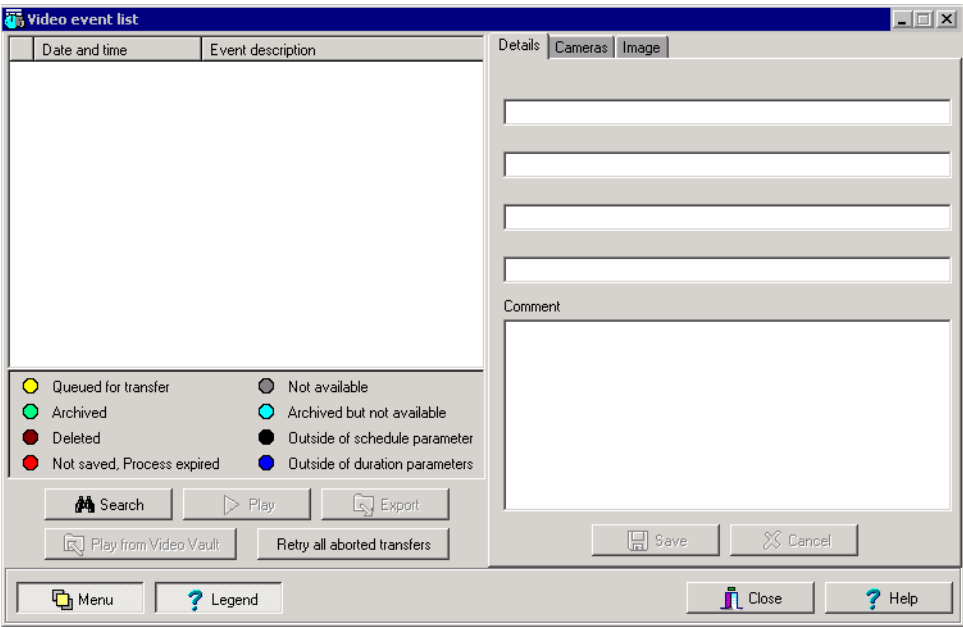 Video event list
Date and time Event description
Details Cameras Image
Comment
Queued for transfer Not available
Archived Archived but not available
Deleted Outside of schedule parameter
Not saved, Process expired Outside of duration parameters
Search Play Export
Play from Video Vault Retry all aborted transfers
Save Cancel
Menu ? Legend Close ? Help